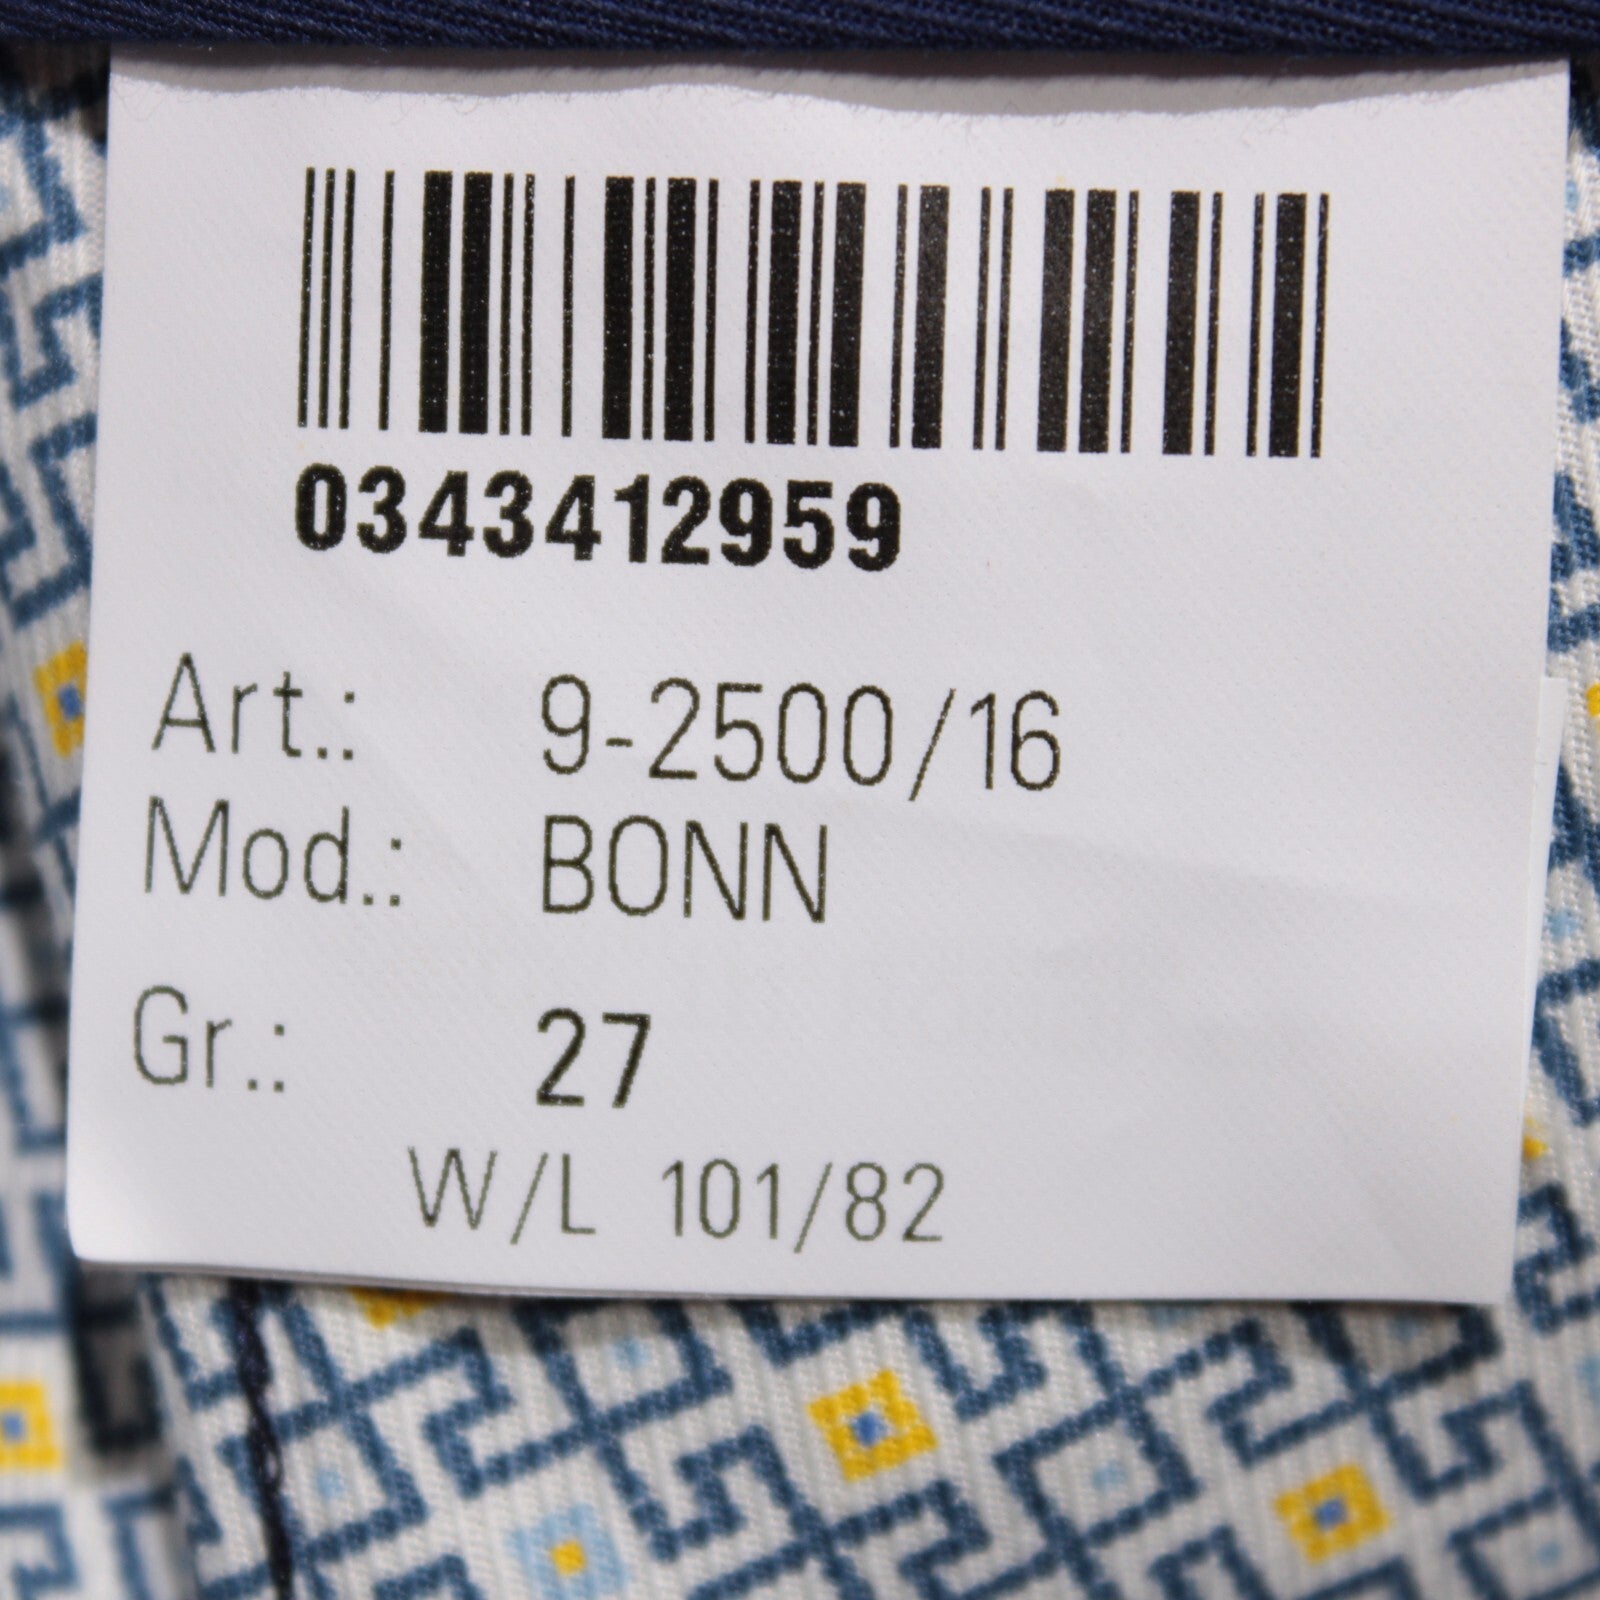 0343412959
Art.: 9-2500/16
Mod.: BONN
Gr.: 27
W/L 101/82